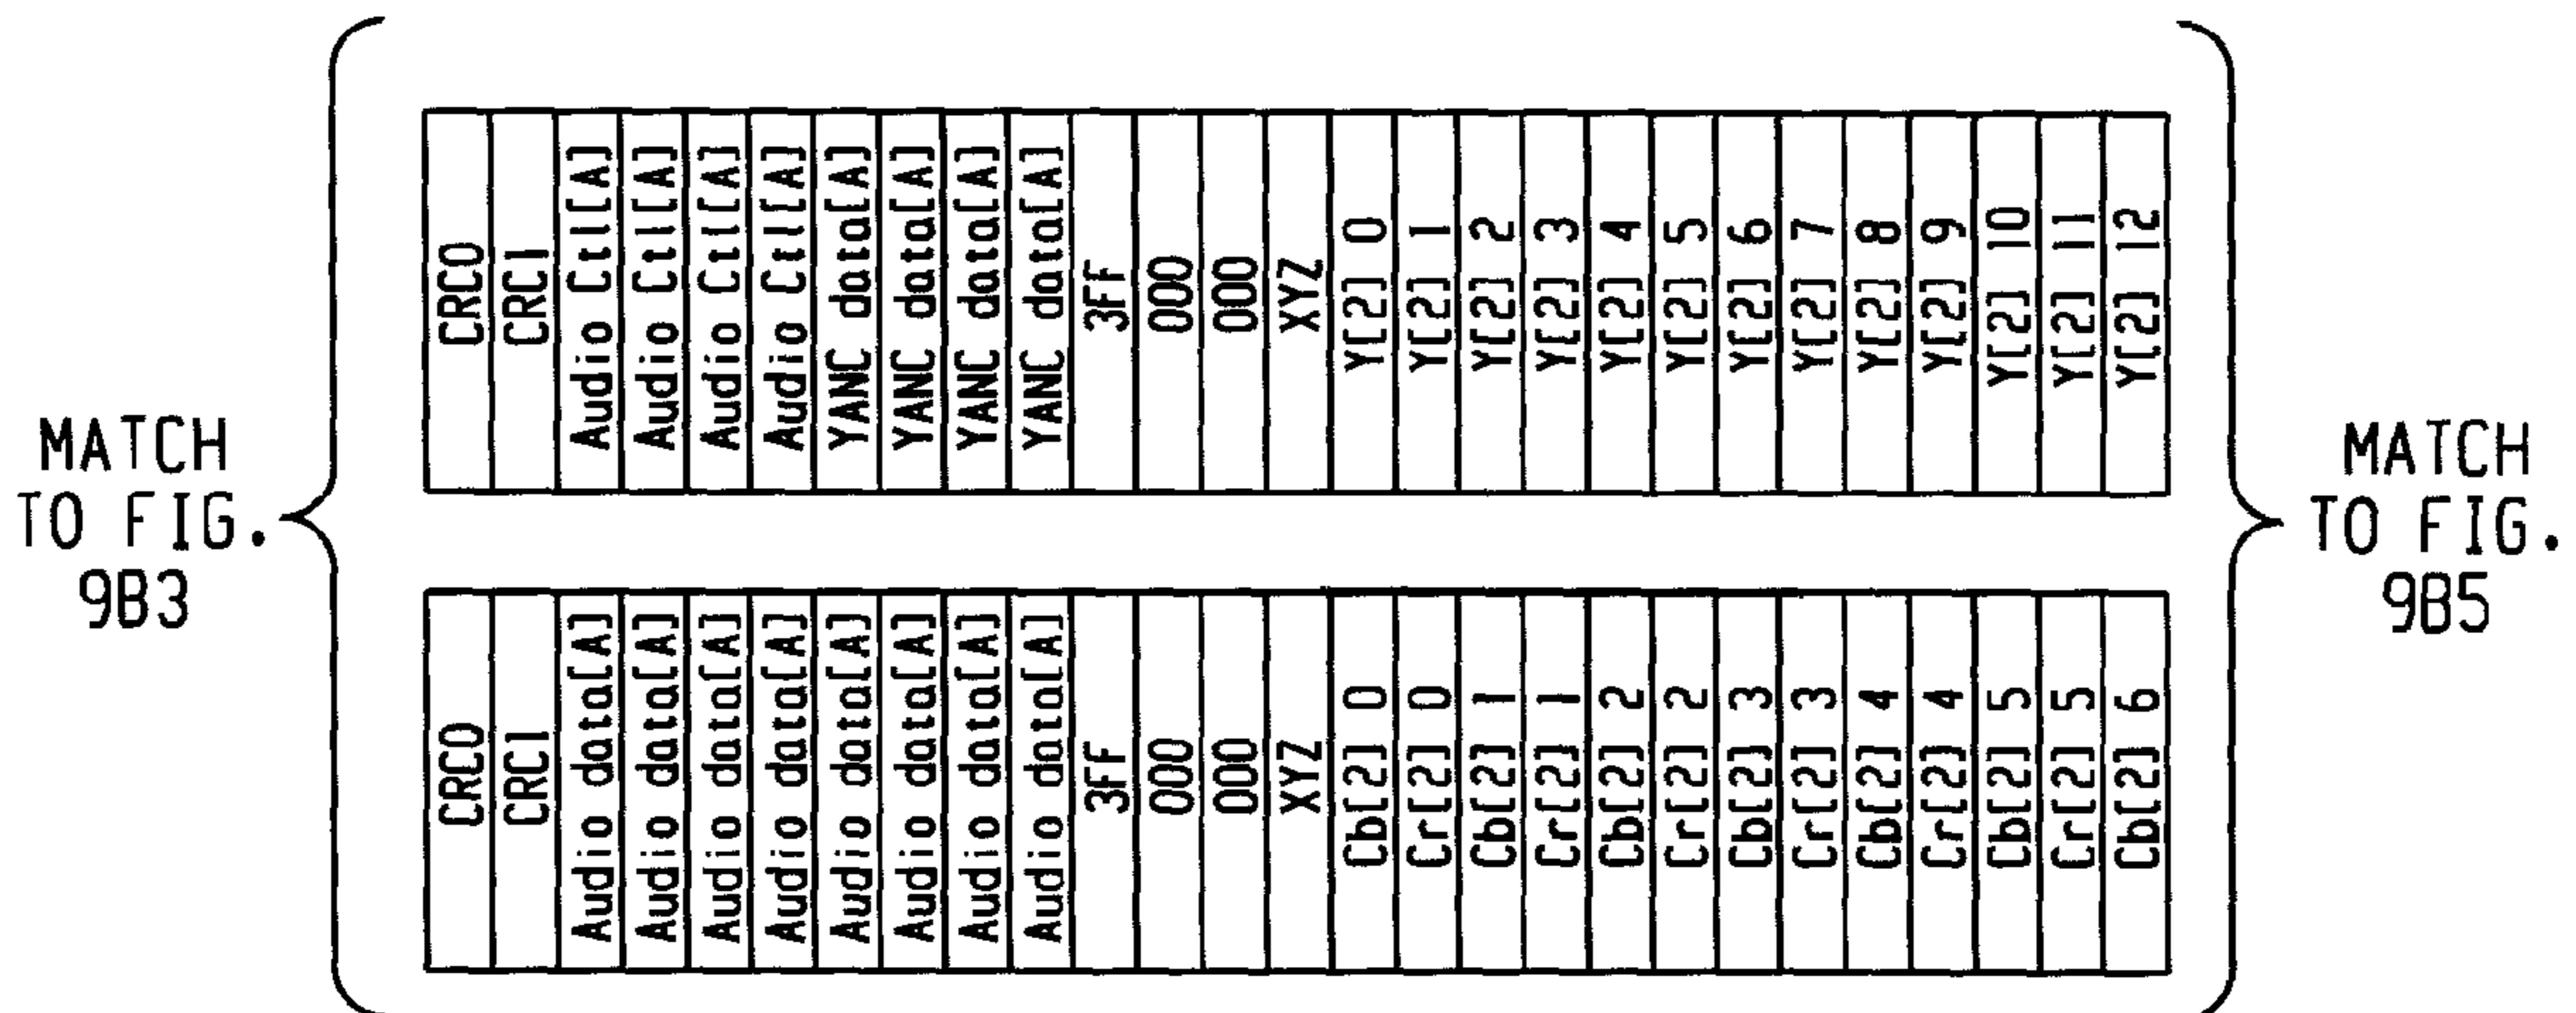 MATCH
TO FIG.
9B3
CRC0
CRC1
Audio Ctl[A]
Audio Ctl[A]
Audio Ctl[A]
Audio Ctl[A]
YANC data[A]
YANC data[A]
YANC data[A]
YANC data[A]
3FF
000
000
XYZ
Y[2] 0
Y[2] 1
Y[2] 2
Y[2] 3
Y[2] 4
Y[2] 5
Y[2] 6
Y[2] 7
Y[2] 8
Y[2] 9
Y[2] 10
Y[2] 11
Y[2] 12
CRC0
CRC1
Audio data[A]
Audio data[A]
Audio data[A]
Audio data[A]
Audio data[A]
Audio data[A]
Audio data[A]
Audio data[A]
3FF
000
000
XYZ
Cb[2] 0
Cr[2] 0
Cb[2] 1
Cr[2] 1
Cb[2] 2
Cr[2] 2
Cb[2] 3
Cr[2] 3
Cb[2] 4
Cr[2] 4
Cb[2] 5
Cr[2] 5
Cb[2] 6
MATCH
TO FIG.
9B5